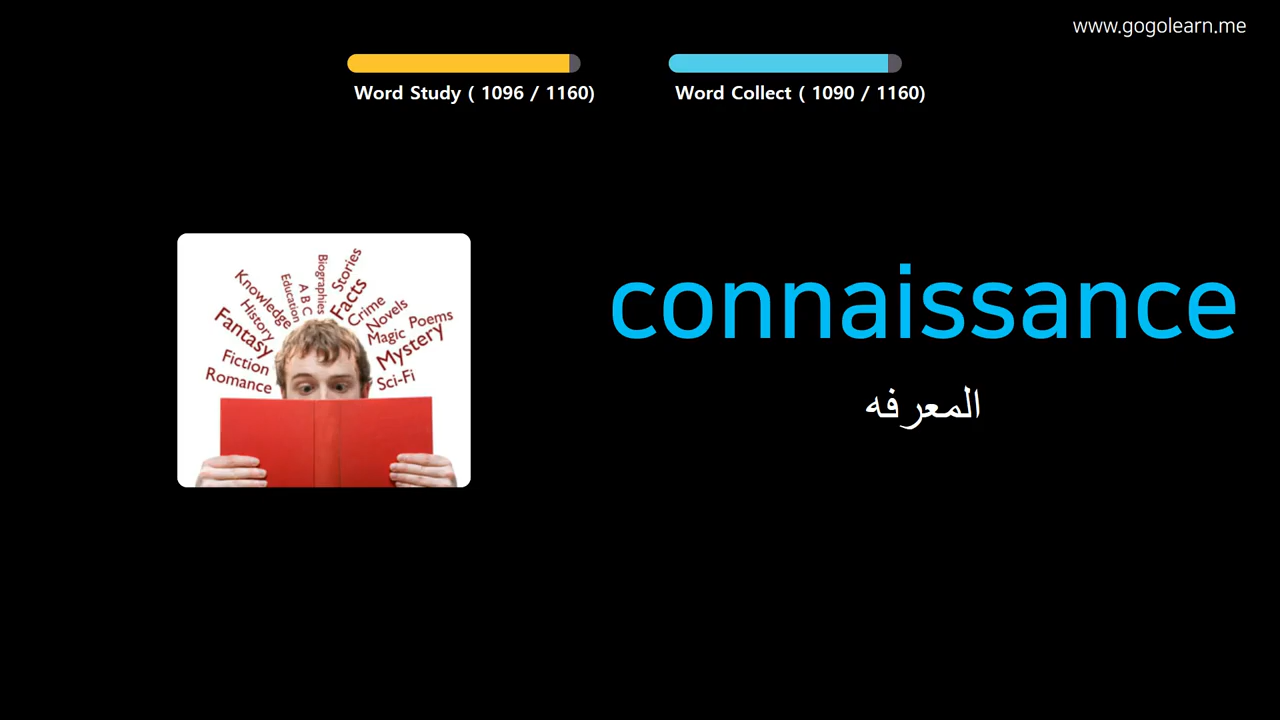 www.gogolearn.me
Word Study ( 1096 / 1160)
Word Collect ( 1090 / 1160)
connaissance
المعرفه
Knowledge
History
Fantasy
Fiction
Romance
Education
A B C
Biographies
Stories
Facts
Crime
Novels
Magic
Poems
Mystery
Sci-Fi